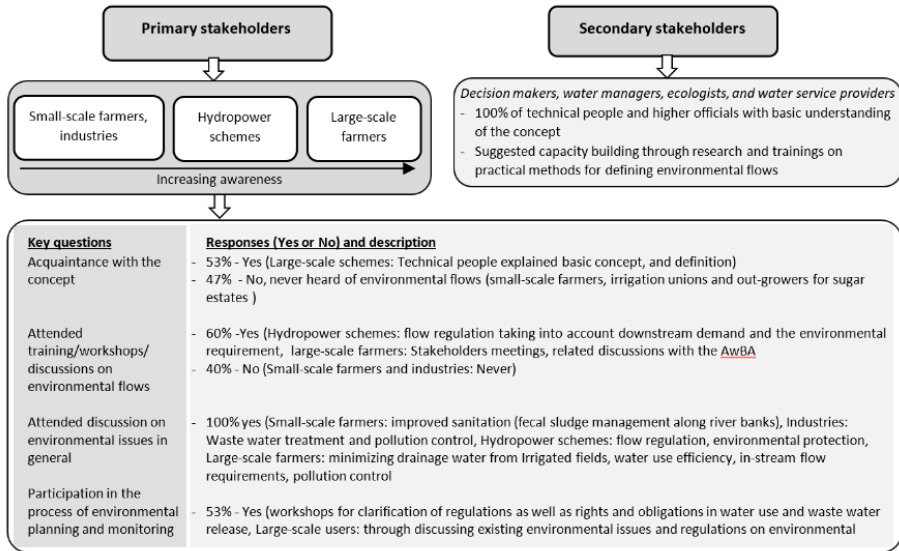 Primary stakeholders
Secondary stakeholders
Small-scale farmers,
industries
Hydropower
schemes
Large-scale
farmers
Increasing awareness
Decision makers, water managers, ecologists, and water service providers
- 100% of technical people and higher officials with basic understanding
of the concept
- Suggested capacity building through research and trainings on
practical methods for defining environmental flows
Key questions
Responses (Yes or No) and description
Acquaintance with the
concept
- 53% - Yes (Large-scale schemes: Technical people explained basic concept, and definition)
- 47% - No, never heard of environmental flows (small-scale farmers, irrigation unions and out-growers for sugar
estates )
Attended
training/workshops/
discussions on
environmental flows
- 60% -Yes (Hydropower schemes: flow regulation taking into account downstream demand and the environmental
requirement, large-scale farmers: Stakeholders meetings, related discussions with the AwBA
- 40% - No (Small-scale farmers and industries: Never)
Attended discussion on
environmental issues in
general
- 100% yes (Small-scale farmers: improved sanitation (fecal sludge management along river banks), Industries:
Waste water treatment and pollution control, Hydropower schemes: flow regulation, environmental protection,
Large-scale farmers: minimizing drainage water from Irrigated fields, water use efficiency, in-stream flow
requirements, pollution control
Participation in the
process of environmental
planning and monitoring
- 53% - Yes (workshops for clarification of regulations as well as rights and obligations in water use and waste water
release, Large-scale users: through discussing existing environmental issues and regulations on environmental